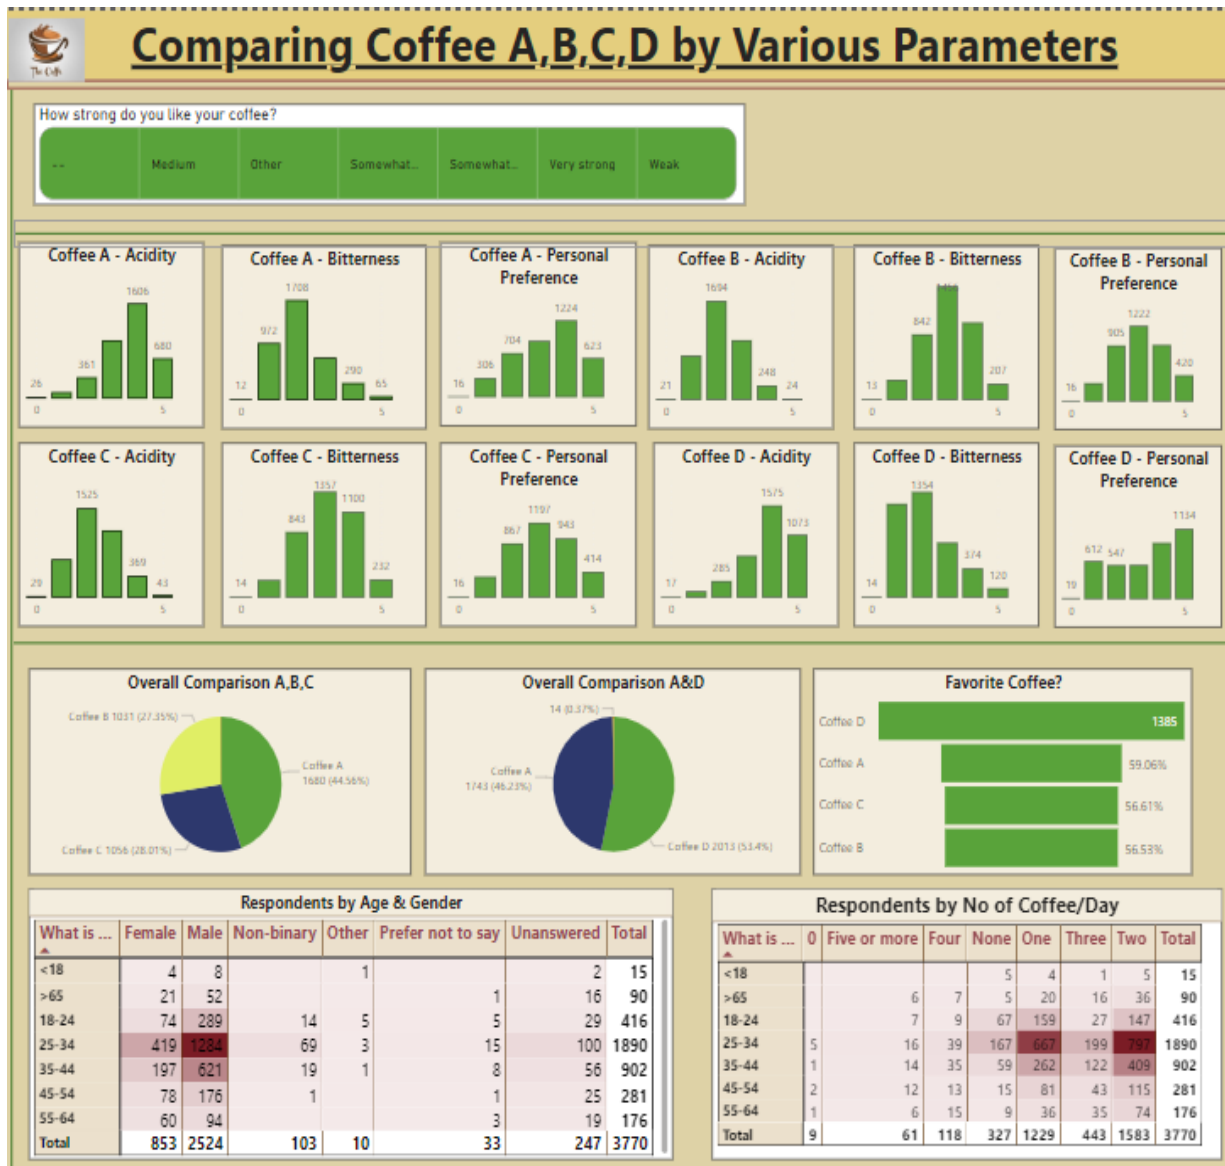 Comparing Coffee A,B,C,D by Various Parameters
How strong do you like your coffee?
-- Medium Other Somewhat... Somewhat... Very strong Weak
Coffee A - Acidity
26 361 1606 680
0 5
Coffee A - Bitterness
12 972 1708 290 65
0 5
Coffee A - Personal
Preference
16 306 704 1224 623
0 5
Coffee B - Acidity
21 1694 248 24
0 5
Coffee B - Bitterness
13 842 207
0 5
Coffee B - Personal
Preference
16 905 1222 420
0 5
Coffee C - Acidity
29 1525 369 43
0 5
Coffee C - Bitterness
14 843 1357 1100 232
0 5
Coffee C - Personal
Preference
16 867 1197 943 414
0 5
Coffee D - Acidity
17 285 1575 1073
0 5
Coffee D - Bitterness
14 1354 374 120
0 5
Coffee D - Personal
Preference
19 612 547 1134
0 5
Overall Comparison A,B,C
Coffee B 1031 (27.35%)
Coffee A
1680 (44.56%)
Coffee C 1056 (28.01%)
Overall Comparison A&D
14 (0.37%)
Coffee A
1743 (46.23%)
Coffee D 2013 (53.4%)
Favorite Coffee?
Coffee D 1385
Coffee A 59.06%
Coffee C 56.61%
Coffee B 56.53%
Respondents by Age & Gender
What is ... Female Male Non-binary Other Prefer not to say Unanswered Total
<18 4 8 1 2 15
>65 21 52 1 16 90
18-24 74 289 14 5 5 29 416
25-34 419 1284 69 3 15 100 1890
35-44 197 621 19 1 8 56 902
45-54 78 176 1 1 25 281
55-64 60 94 3 19 176
Total 853 2524 103 10 33 247 3770
Respondents by No of Coffee/Day
What is ... 0 Five or more Four None One Three Two Total
<18 5 4 1 5 15
>65 6 7 5 20 16 36 90
18-24 7 9 67 159 27 147 416
25-34 5 16 39 167 667 199 797 1890
35-44 1 14 35 59 262 122 409 902
45-54 2 12 13 15 81 43 115 281
55-64 1 6 15 9 36 35 74 176
Total 9 61 118 327 1229 443 1583 3770